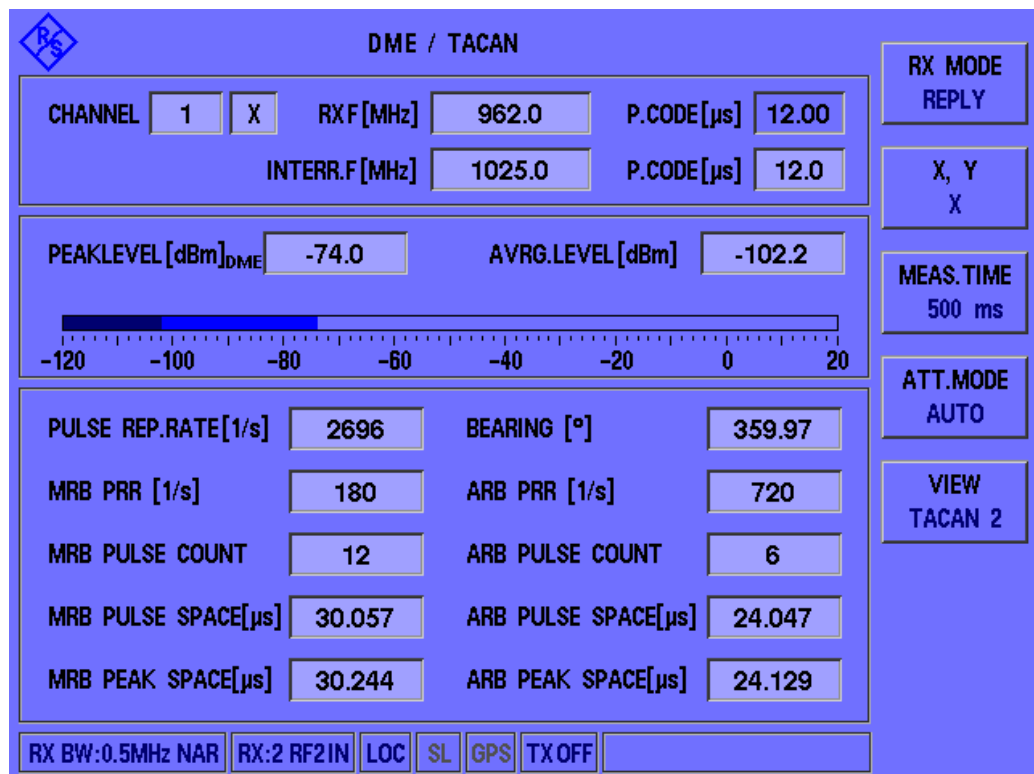 R&S
DME / TACAN
CHANNEL 1 X RXF[MHz] 962.0 P.CODE[µs] 12.00
INTERR.F[MHz] 1025.0 P.CODE[µs] 12.0
PEAKLEVEL[dBm]DME -74.0 AVRG.LEVEL[dBm] -102.2
-120 -100 -80 -60 -40 -20 0 20
PULSE REP.RATE[1/s] 2696 BEARING [°] 359.97
MRB PRR [1/s] 180 ARB PRR [1/s] 720
MRB PULSE COUNT 12 ARB PULSE COUNT 6
MRB PULSE SPACE[µs] 30.057 ARB PULSE SPACE[µs] 24.047
MRB PEAK SPACE[µs] 30.244 ARB PEAK SPACE[µs] 24.129
RX BW:0.5MHz NAR RX:2 RF2IN LOC SL GPS TX OFF
RX MODE
REPLY
X, Y
X
MEAS.TIME
500 ms
ATT.MODE
AUTO
VIEW
TACAN 2